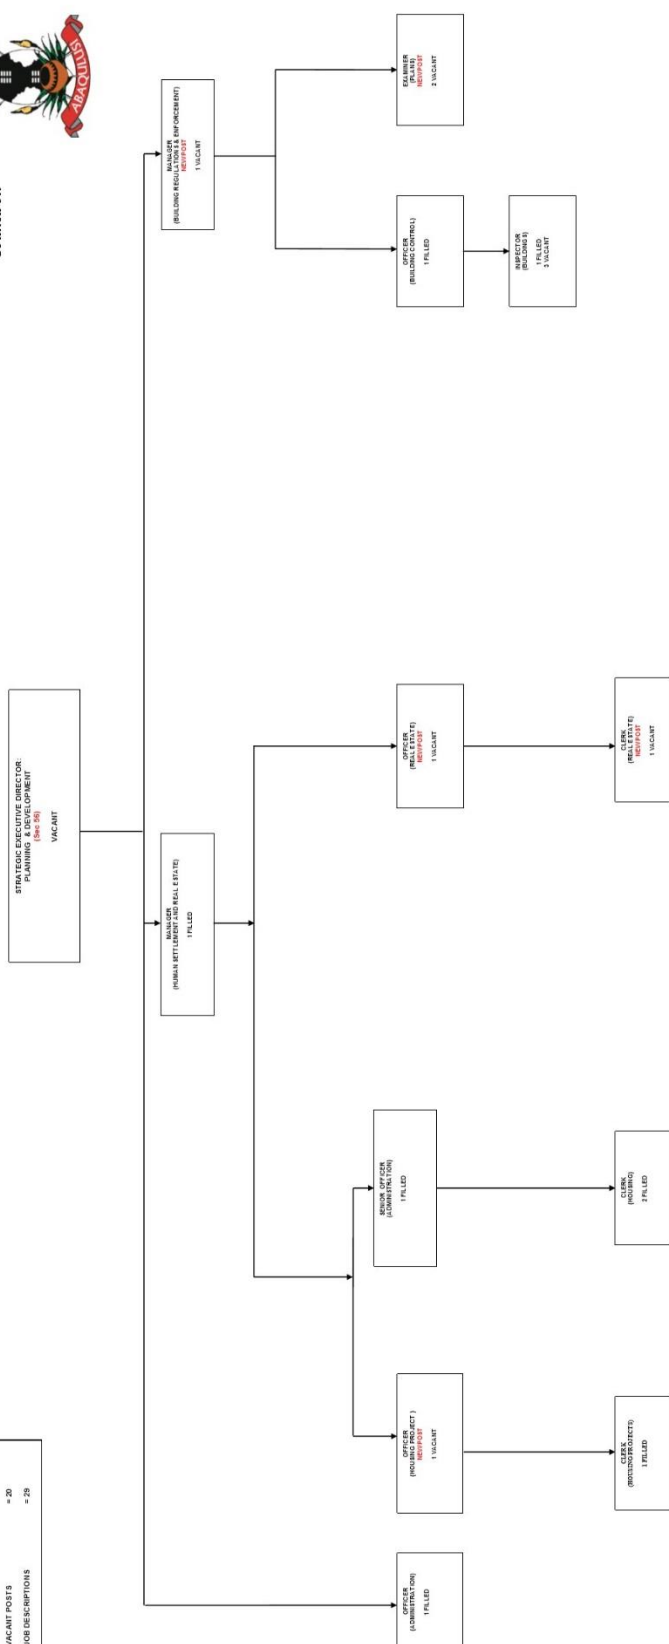 ABAQULUSI
VACANT POSTS = 20
JOB DESCRIPTIONS = 29
STRATEGIC EXECUTIVE DIRECTOR:
PLANNING & DEVELOPMENT
(Sec 56)
VACANT
OFFICER
(ADMINISTRATION)
1 FILLED
MANAGER
(HUMAN SETTLEMENT AND REAL ESTATE)
1 FILLED
MANAGER
(BUILDING REGULATIONS & ENFORCEMENT)
NEW POST
1 VACANT
OFFICER
(HOUSING PROJECT )
NEW POST
1 VACANT
SENIOR OFFICER
(ADMINISTRATION)
1 FILLED
OFFICER
(REAL ESTATE)
NEW POST
1 VACANT
OFFICER
(BUILDING CONTROL)
1 FILLED
EXAMINER
(PLANS)
NEW POST
2 VACANT
INSPECTOR
(BUILDINGS)
1 FILLED
3 VACANT
CLERK
(HOUSING PROJECTS)
1 FILLED
CLERK
(HOUSING)
2 FILLED
CLERK
(REAL ESTATE)
NEW POST
1 VACANT